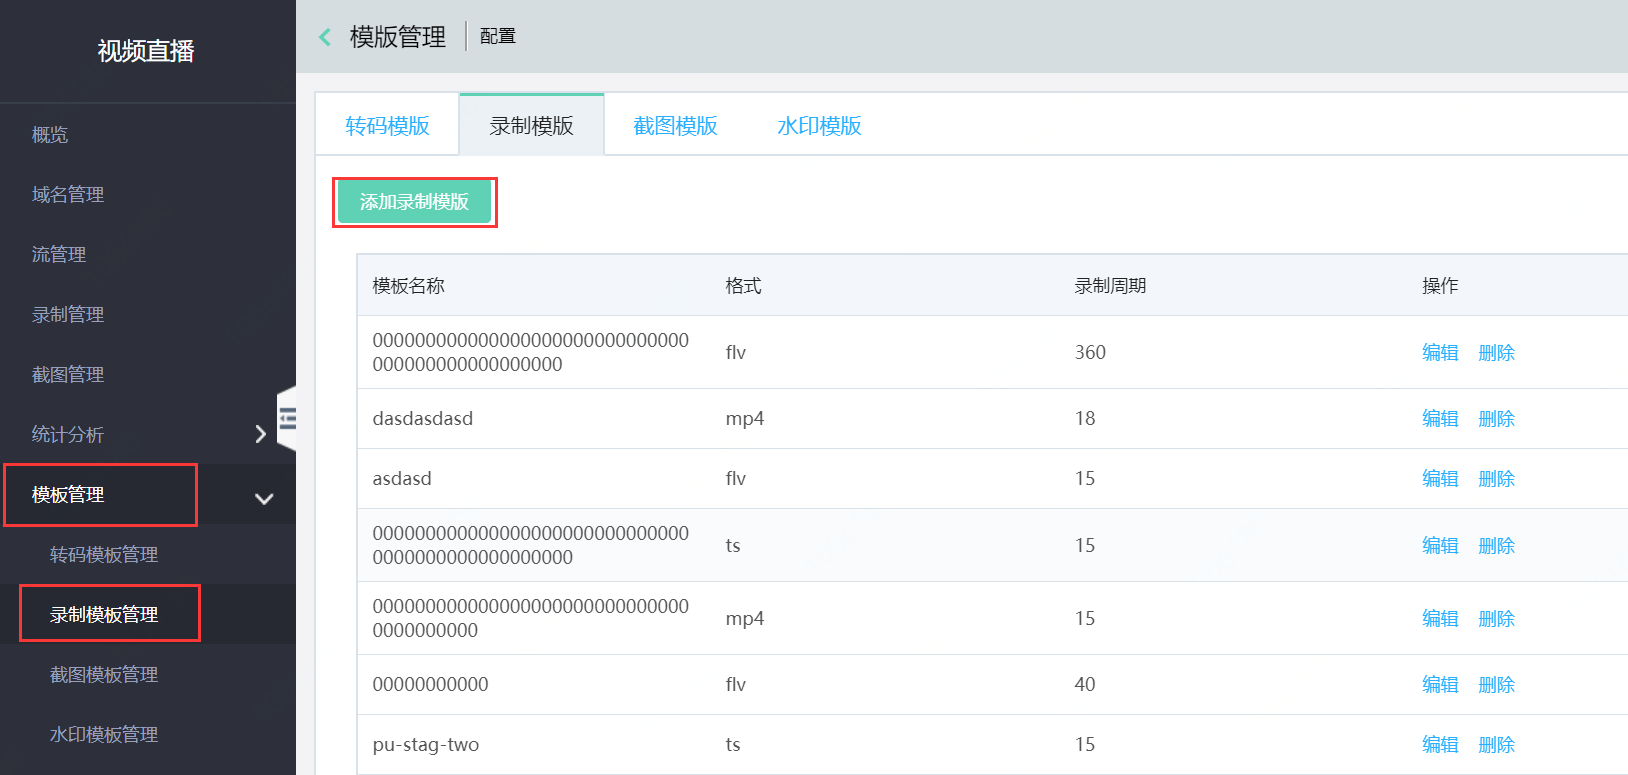 视频直播
概览
域名管理
流管理
录制管理
截图管理
统计分析
模板管理
转码模板管理
录制模板管理
截图模板管理
水印模板管理
模版管理 配置
转码模版 录制模版 截图模版 水印模版
添加录制模版
模板名称 格式 录制周期 操作
000000000000000000000000000000
000000000000000000 flv 360 编辑 删除
dasdasdasd mp4 18 编辑 删除
asdasd flv 15 编辑 删除
000000000000000000000000000000
0000000000000000000 ts 15 编辑 删除
000000000000000000000000000000
0000000000 mp4 15 编辑 删除
00000000000 flv 40 编辑 删除
pu-stag-two ts 15 编辑 删除